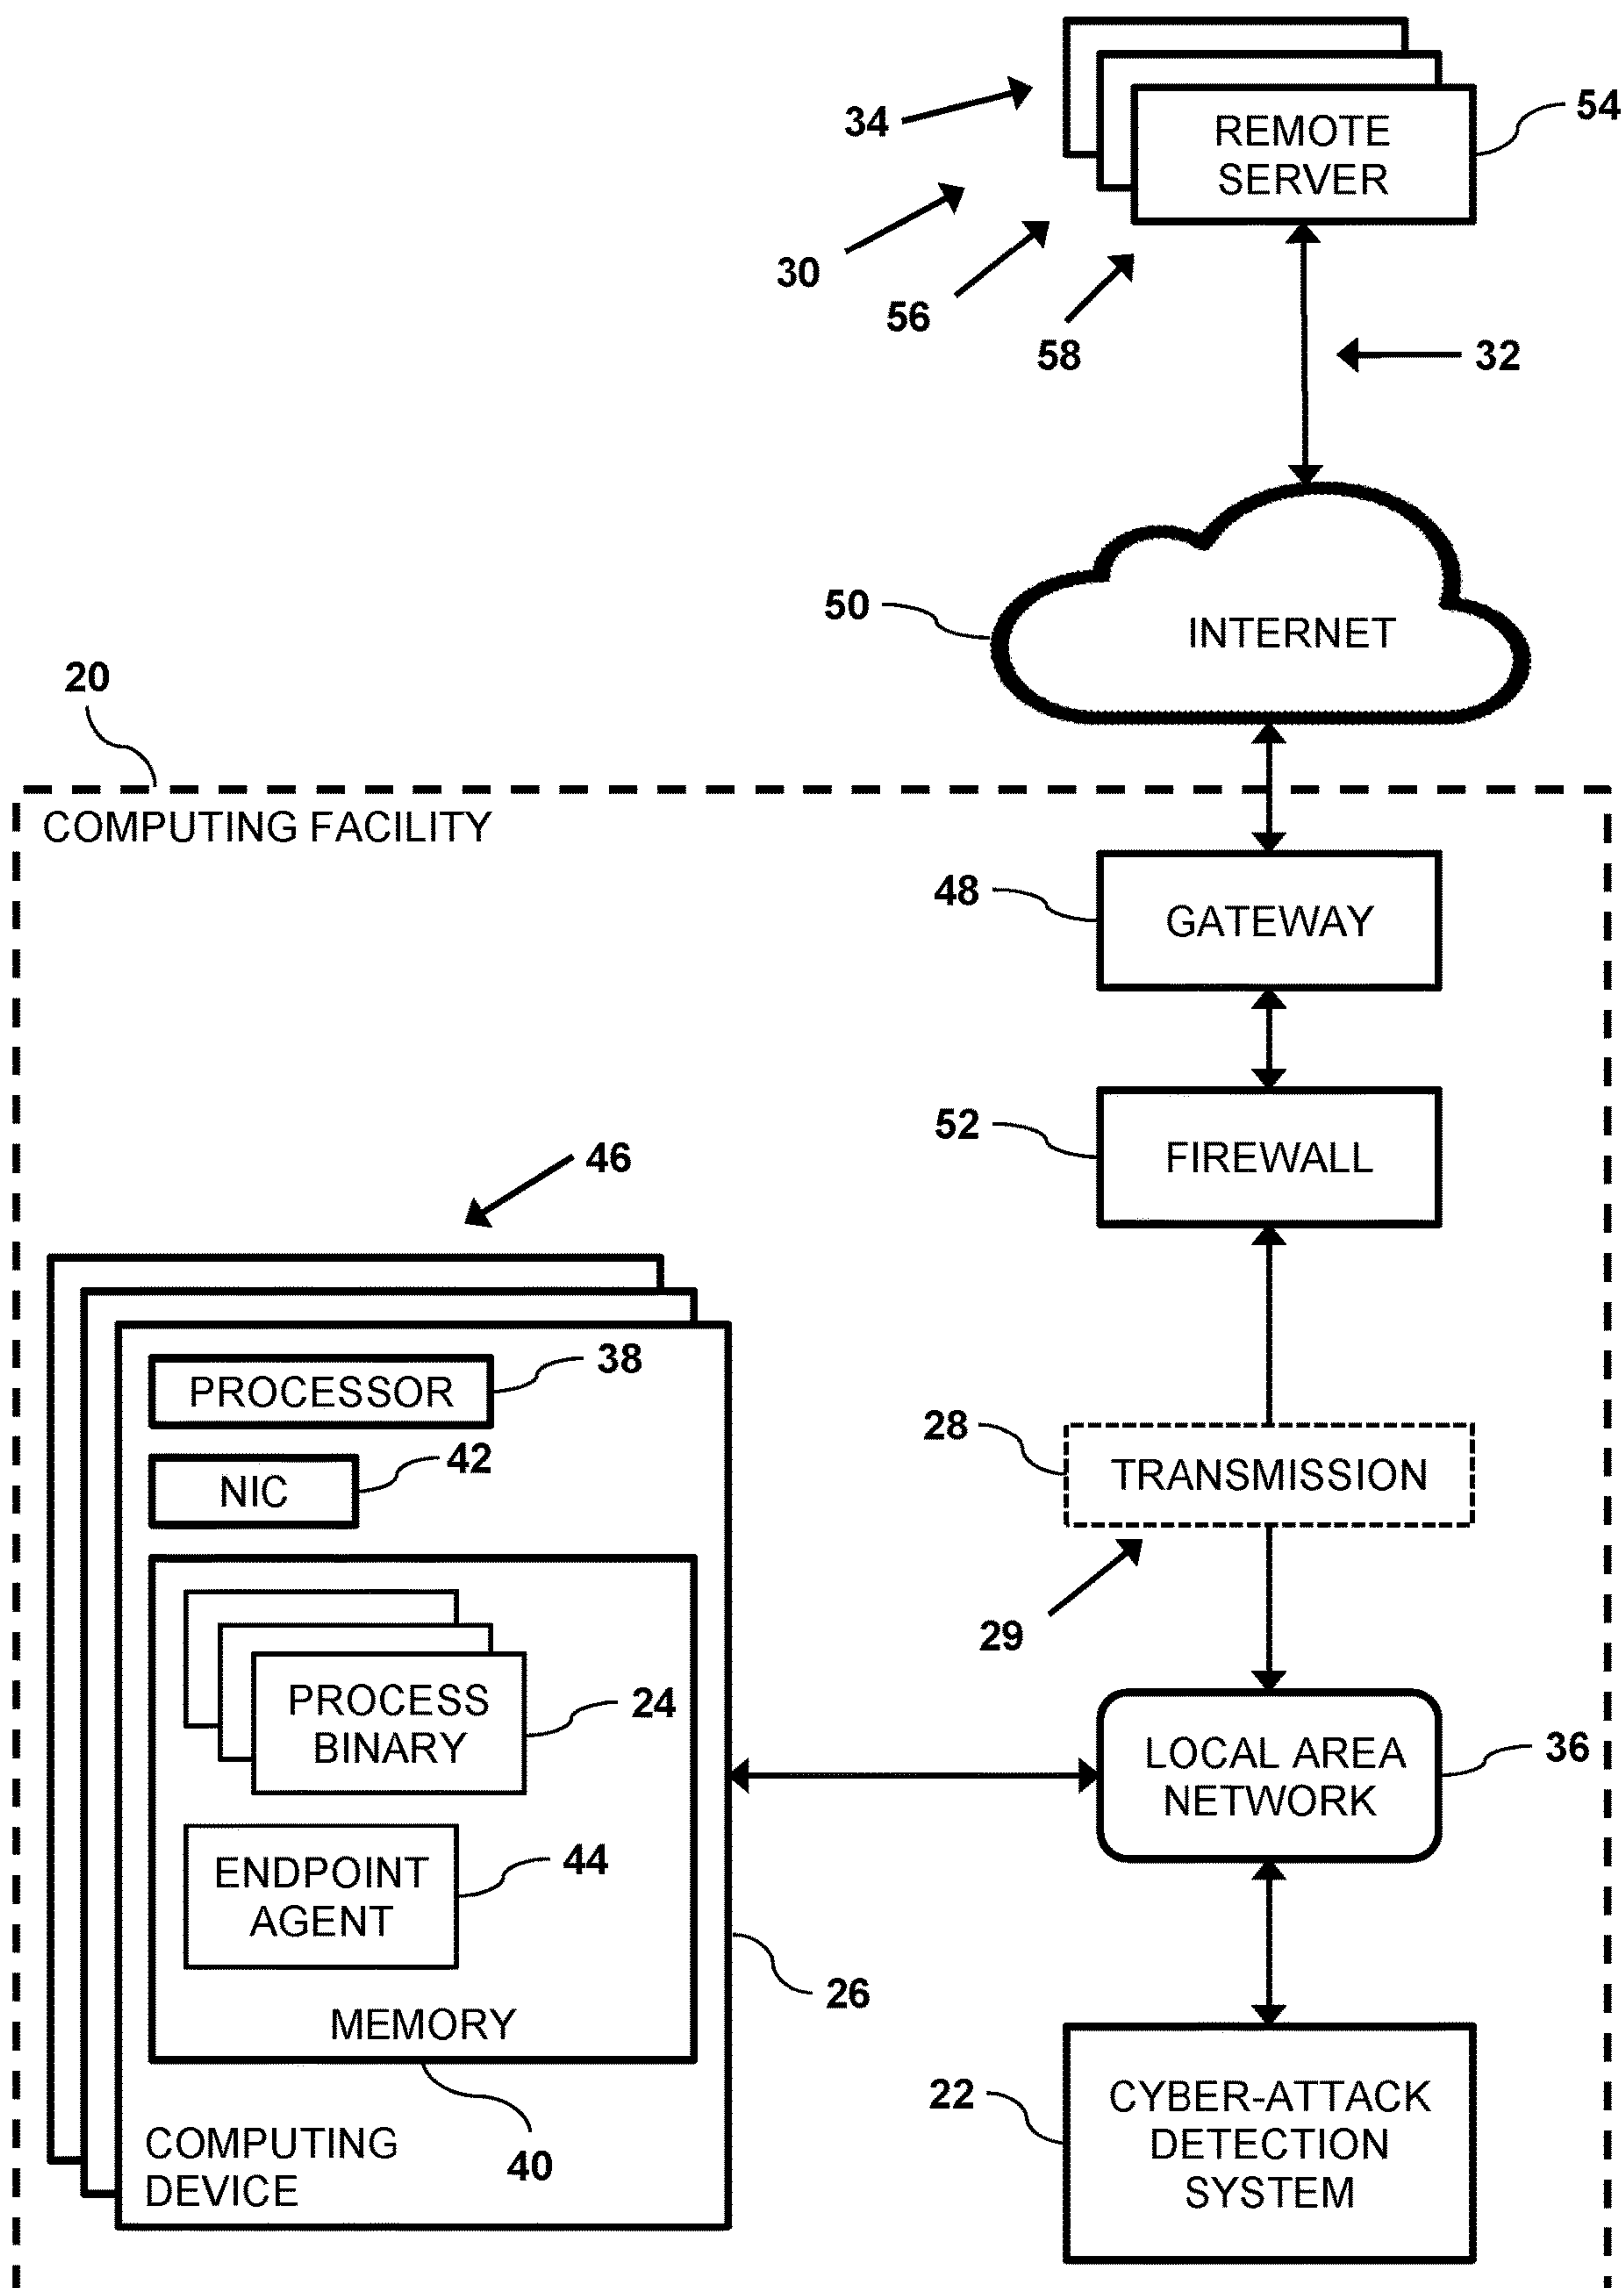 34
REMOTE
SERVER
54
30
56
58
32
50
INTERNET
20
COMPUTING FACILITY
48
GATEWAY
52
FIREWALL
46
PROCESSOR
38
NIC
42
28
TRANSMISSION
29
PROCESS
BINARY
24
ENDPOINT
AGENT
44
MEMORY
26
COMPUTING
DEVICE
40
LOCAL AREA
NETWORK
36
22
CYBER-ATTACK
DETECTION
SYSTEM